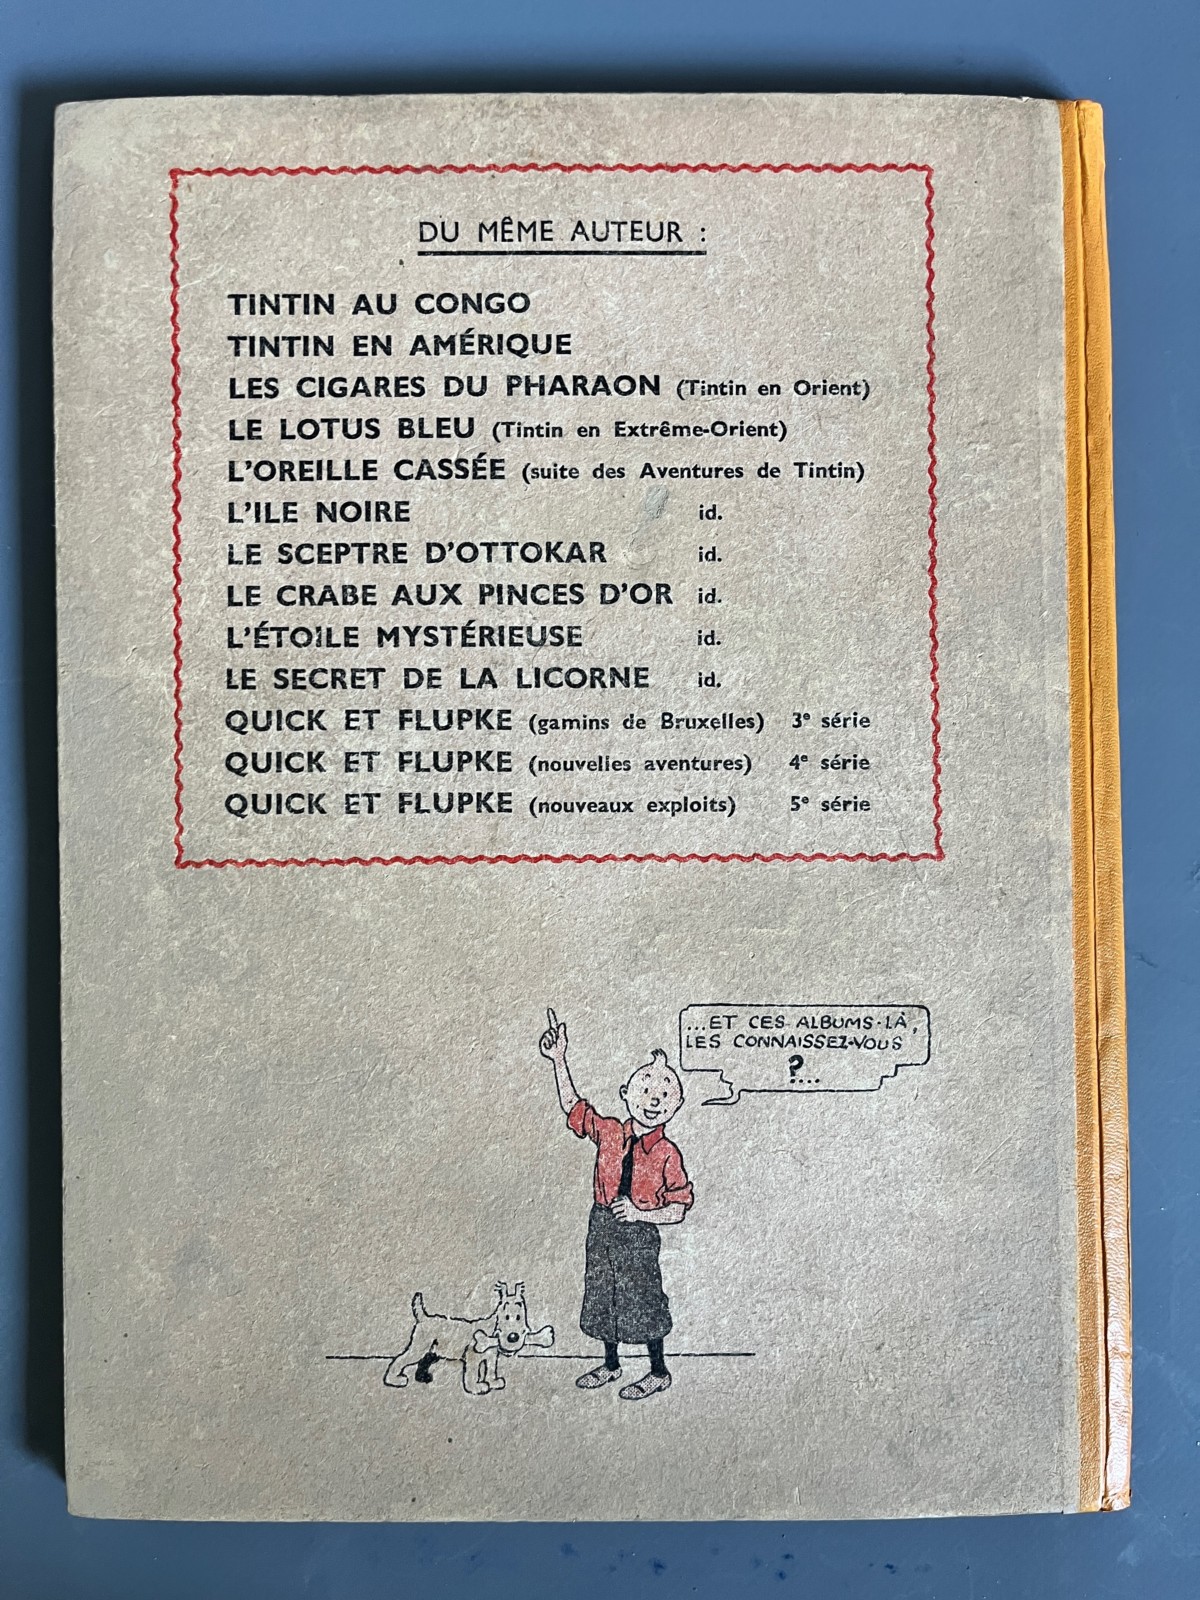 DU MÊME AUTEUR :
TINTIN AU CONGO
TINTIN EN AMÉRIQUE
LES CIGARES DU PHARAON (Tintin en Orient)
LE LOTUS BLEU (Tintin en Extrême-Orient)
L'OREILLE CASSÉE (suite des Aventures de Tintin)
L'ILE NOIRE id.
LE SCEPTRE D'OTTOKAR id.
LE CRABE AUX PINCES D'OR id.
L'ÉTOILE MYSTÉRIEUSE id.
LE SECRET DE LA LICORNE id.
QUICK ET FLUPKE (gamins de Bruxelles) 3e série
QUICK ET FLUPKE (nouvelles aventures) 4e série
QUICK ET FLUPKE (nouveaux exploits) 5e série
...ET CES ALBUMS-LÀ,
LES CONNAISSEZ-VOUS
?...